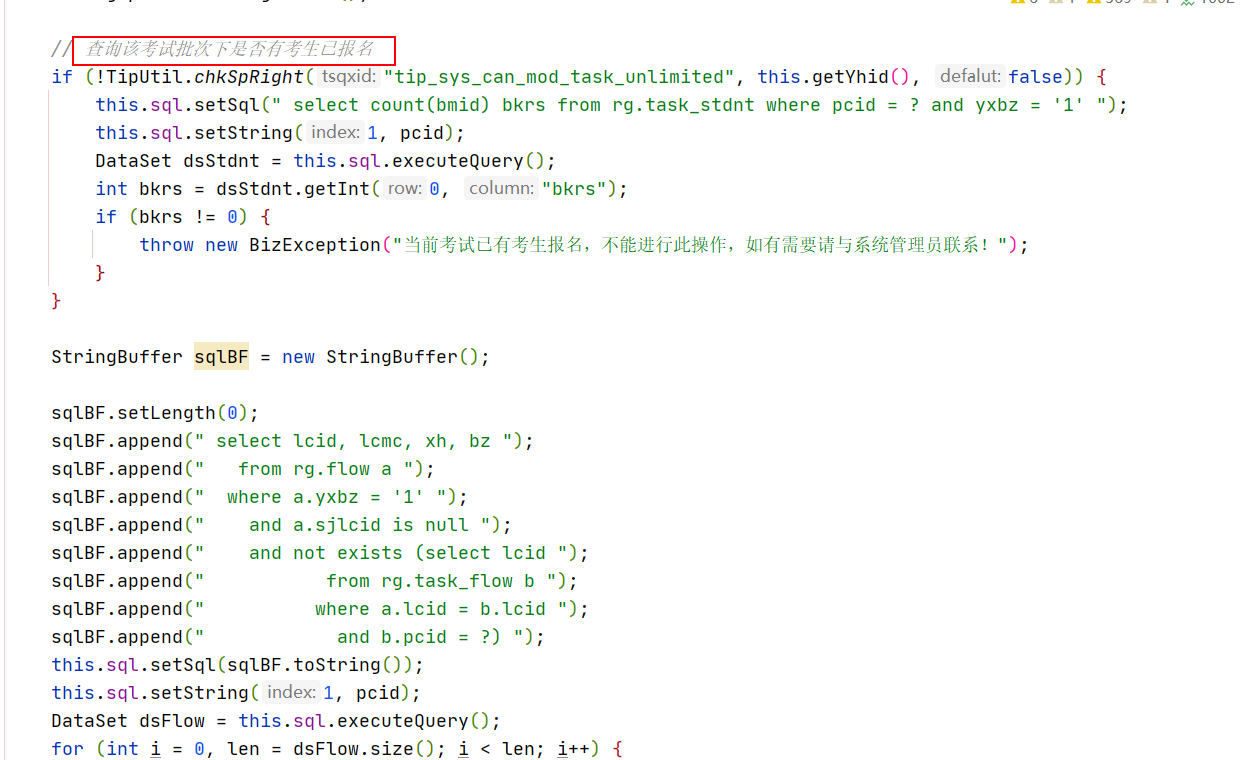 // 查询该考试批次下是否有考生已报名
if (!TipUtil.chkSpRight( tsqxid: "tip_sys_can_mod_task_unlimited", this.getYhid(), defalut: false)) {
this.sql.setSql(" select count(bmid) bkrs from rg.task_stdnt where pcid = ? and yxbz = '1' ");
this.sql.setString( index: 1, pcid);
DataSet dsStdnt = this.sql.executeQuery();
int bkrs = dsStdnt.getInt( row: 0, column: "bkrs");
if (bkrs != 0) {
throw new BizException("当前考试已有考生报名，不能进行此操作，如有需要请与系统管理员联系！");
}
}
StringBuffer sqlBF = new StringBuffer();
sqlBF.setLength(0);
sqlBF.append(" select lcid, lcmc, xh, bz ");
sqlBF.append("   from rg.flow a ");
sqlBF.append("  where a.yxbz = '1' ");
sqlBF.append("    and a.sjlcid is null ");
sqlBF.append("    and not exists (select lcid ");
sqlBF.append("           from rg.task_flow b ");
sqlBF.append("          where a.lcid = b.lcid ");
sqlBF.append("            and b.pcid = ?) ");
this.sql.setSql(sqlBF.toString());
this.sql.setString( index: 1, pcid);
DataSet dsFlow = this.sql.executeQuery();
for (int i = 0, len = dsFlow.size(); i < len; i++) {